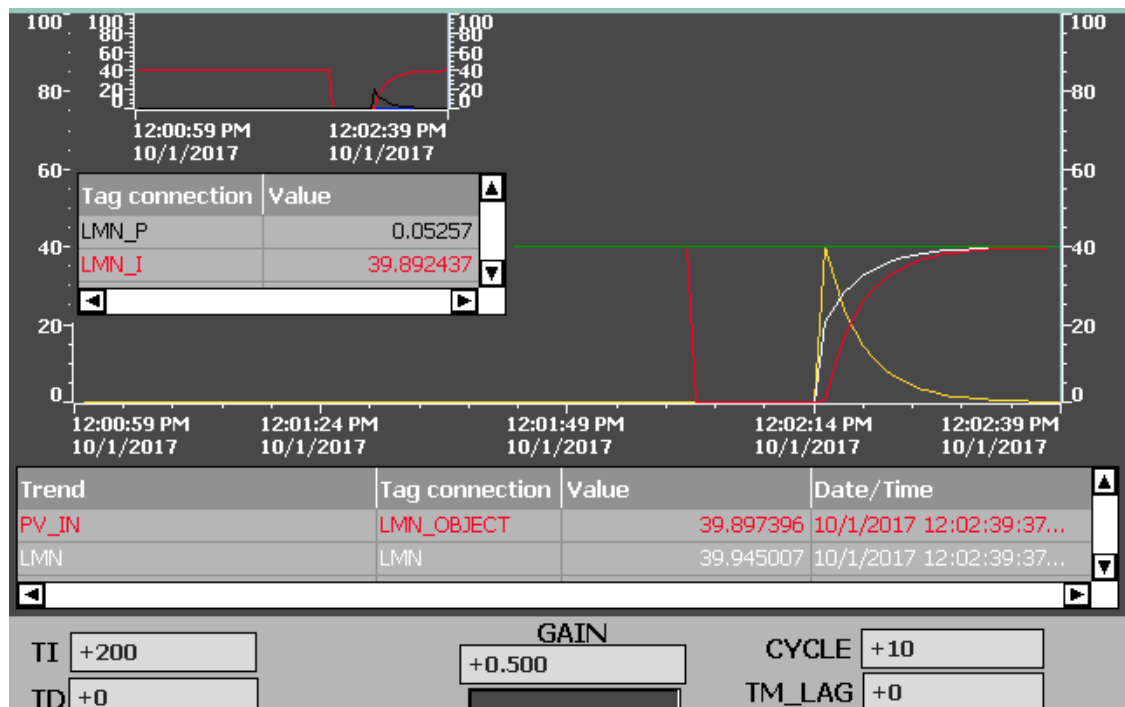 100 100 100 100
80 80
60 60
40 40
80 20 20 80
0 0
12:00:59 PM 12:02:39 PM
10/1/2017 10/1/2017
60 60
Tag connection Value
LMN_P 0.05257
40 40
LMN_I 39.892437
20 20
0 0
12:00:59 PM 12:01:24 PM 12:01:49 PM 12:02:14 PM 12:02:39 PM
10/1/2017 10/1/2017 10/1/2017 10/1/2017 10/1/2017
Trend Tag connection Value Date/Time
PV_IN LMN_OBJECT 39.897396 10/1/2017 12:02:39:37...
LMN LMN 39.945007 10/1/2017 12:02:39:37...
GAIN
TI +200 +0.500 CYCLE +10
TD +0 TM_LAG +0